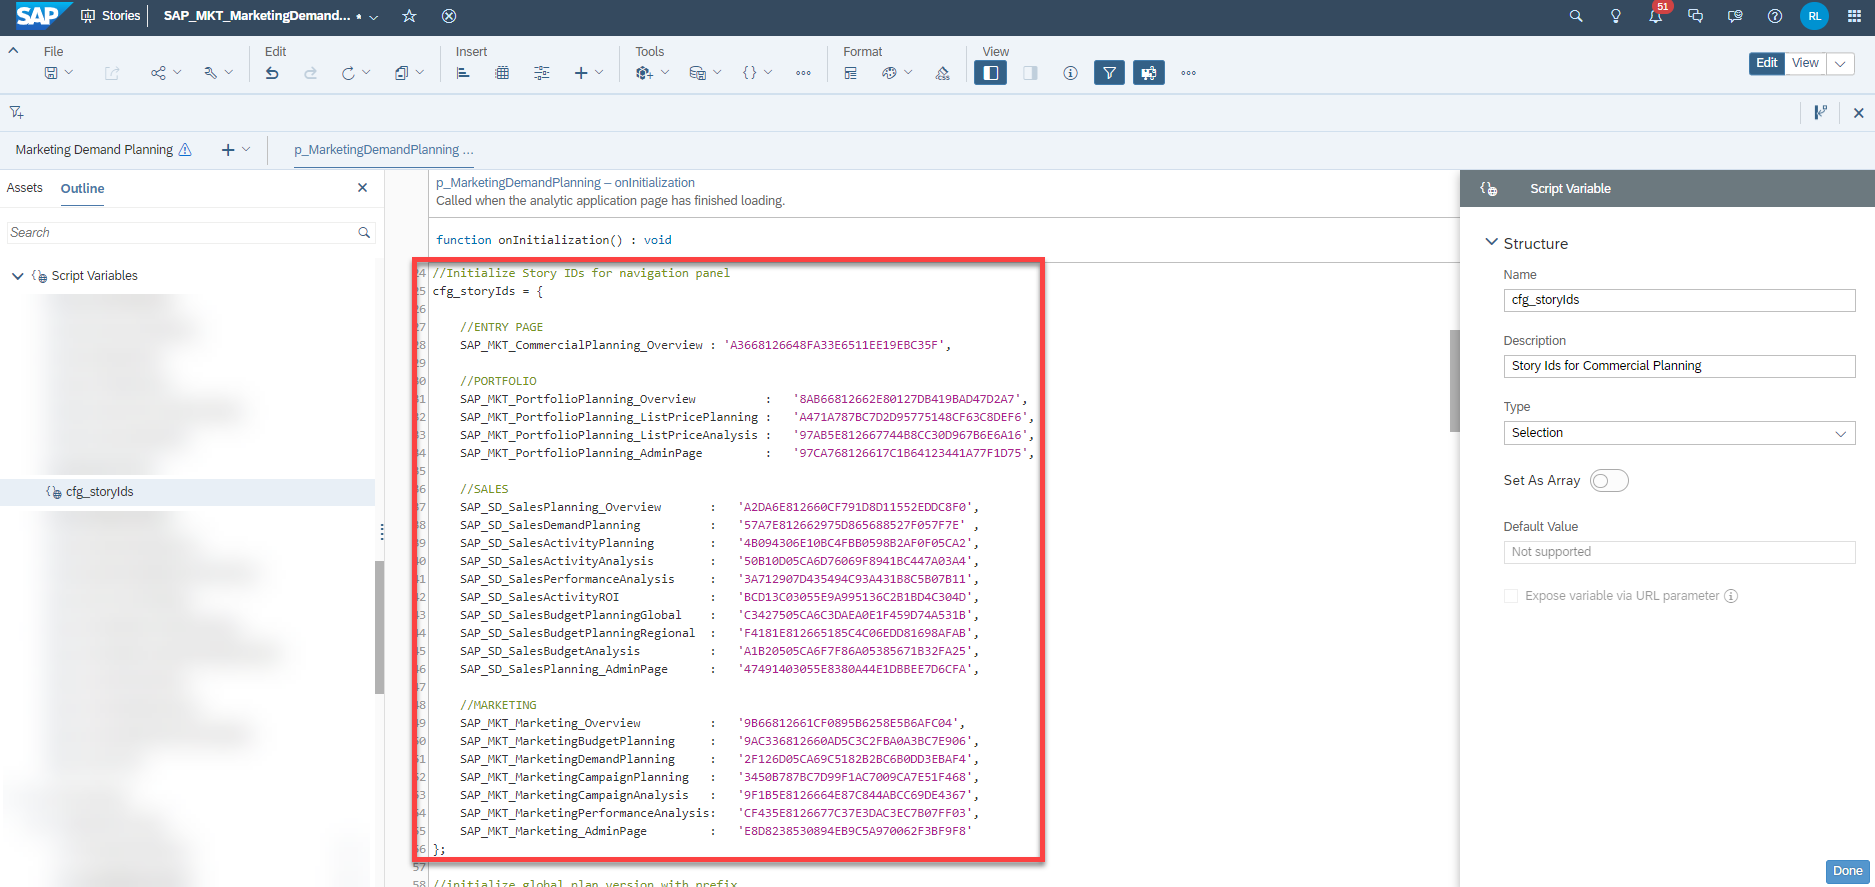 SAP Stories SAP_MKT_MarketingDemand... * 51 RL
File Edit Insert Tools Format View
Edit View
Marketing Demand Planning p_MarketingDemandPlanning ...
Assets Outline
Search
Script Variables
cfg_storyIds
p_MarketingDemandPlanning – onInitialization
Called when the analytic application page has finished loading.
function onInitialization() : void
24 //Initialize Story IDs for navigation panel
25 cfg_storyIds = {
26
27 //ENTRY PAGE
28 SAP_MKT_CommercialPlanning_Overview : 'A3668126648FA33E6511EE19EBC35F',
29
30 //PORTFOLIO
31 SAP_MKT_PortfolioPlanning_Overview : '8AB66812662E80127DB419BAD47D2A7',
32 SAP_MKT_PortfolioPlanning_ListPricePlanning : 'A471A787BC7D2D95775148CF63C8DEF6',
33 SAP_MKT_PortfolioPlanning_ListPriceAnalysis : '97AB5E812667744B8CC30D967B6E6A16',
34 SAP_MKT_PortfolioPlanning_AdminPage : '97CA768126617C1B64123441A77F1D75',
35
36 //SALES
37 SAP_SD_SalesPlanning_Overview : 'A2DA6E812660CF791D8D11552EDDC8F0',
38 SAP_SD_SalesDemandPlanning : '57A7E812662975D865688527F057F7E' ,
39 SAP_SD_SalesActivityPlanning : '4B094306E10BC4FBB0598B2AF0F05CA2',
40 SAP_SD_SalesActivityAnalysis : '50B10D05CA6D76069F8941BC447A03A4',
41 SAP_SD_SalesPerformanceAnalysis : '3A712907D435494C93A431B8C5B07B11',
42 SAP_SD_SalesActivityROI : 'BCD13C03055E9A995136C2B1BD4C304D',
43 SAP_SD_SalesBudgetPlanningGlobal : 'C3427505CA6C3DAEA0E1F459D74A531B',
44 SAP_SD_SalesBudgetPlanningRegional : 'F4181E812665185C4C06EDD81698AFAB',
45 SAP_SD_SalesBudgetAnalysis : 'A1B20505CA6F7F86A05385671B32FA25',
46 SAP_SD_SalesPlanning_AdminPage : '47491403055E8380A44E1DBBEE7D6CFA',
47
48 //MARKETING
49 SAP_MKT_Marketing_Overview : '9B66812661CF0895B6258E5B6AFC04',
50 SAP_MKT_MarketingBudgetPlanning : '9AC336812660AD5C3C2FBA0A3BC7E906',
51 SAP_MKT_MarketingDemandPlanning : '2F126D05CA69C5182B2BC6B0DD3EBAF4',
52 SAP_MKT_MarketingCampaignPlanning : '3450B787BC7D99F1AC7009CA7E51F468',
53 SAP_MKT_MarketingCampaignAnalysis : '9F1B5E8126664E87C844ABCC69DE4367',
54 SAP_MKT_MarketingPerformanceAnalysis: 'CF435E8126677C37E3DAC3EC7B07FF03',
55 SAP_MKT_Marketing_AdminPage : 'E8D8238530894EB9C5A970062F3BF9F8'
56 };
57
58 //initialize global plan version with prefix
Script Variable
Structure
Name
cfg_storyIds
Description
Story Ids for Commercial Planning
Type
Selection
Set As Array
Default Value
Not supported
Expose variable via URL parameter
Done